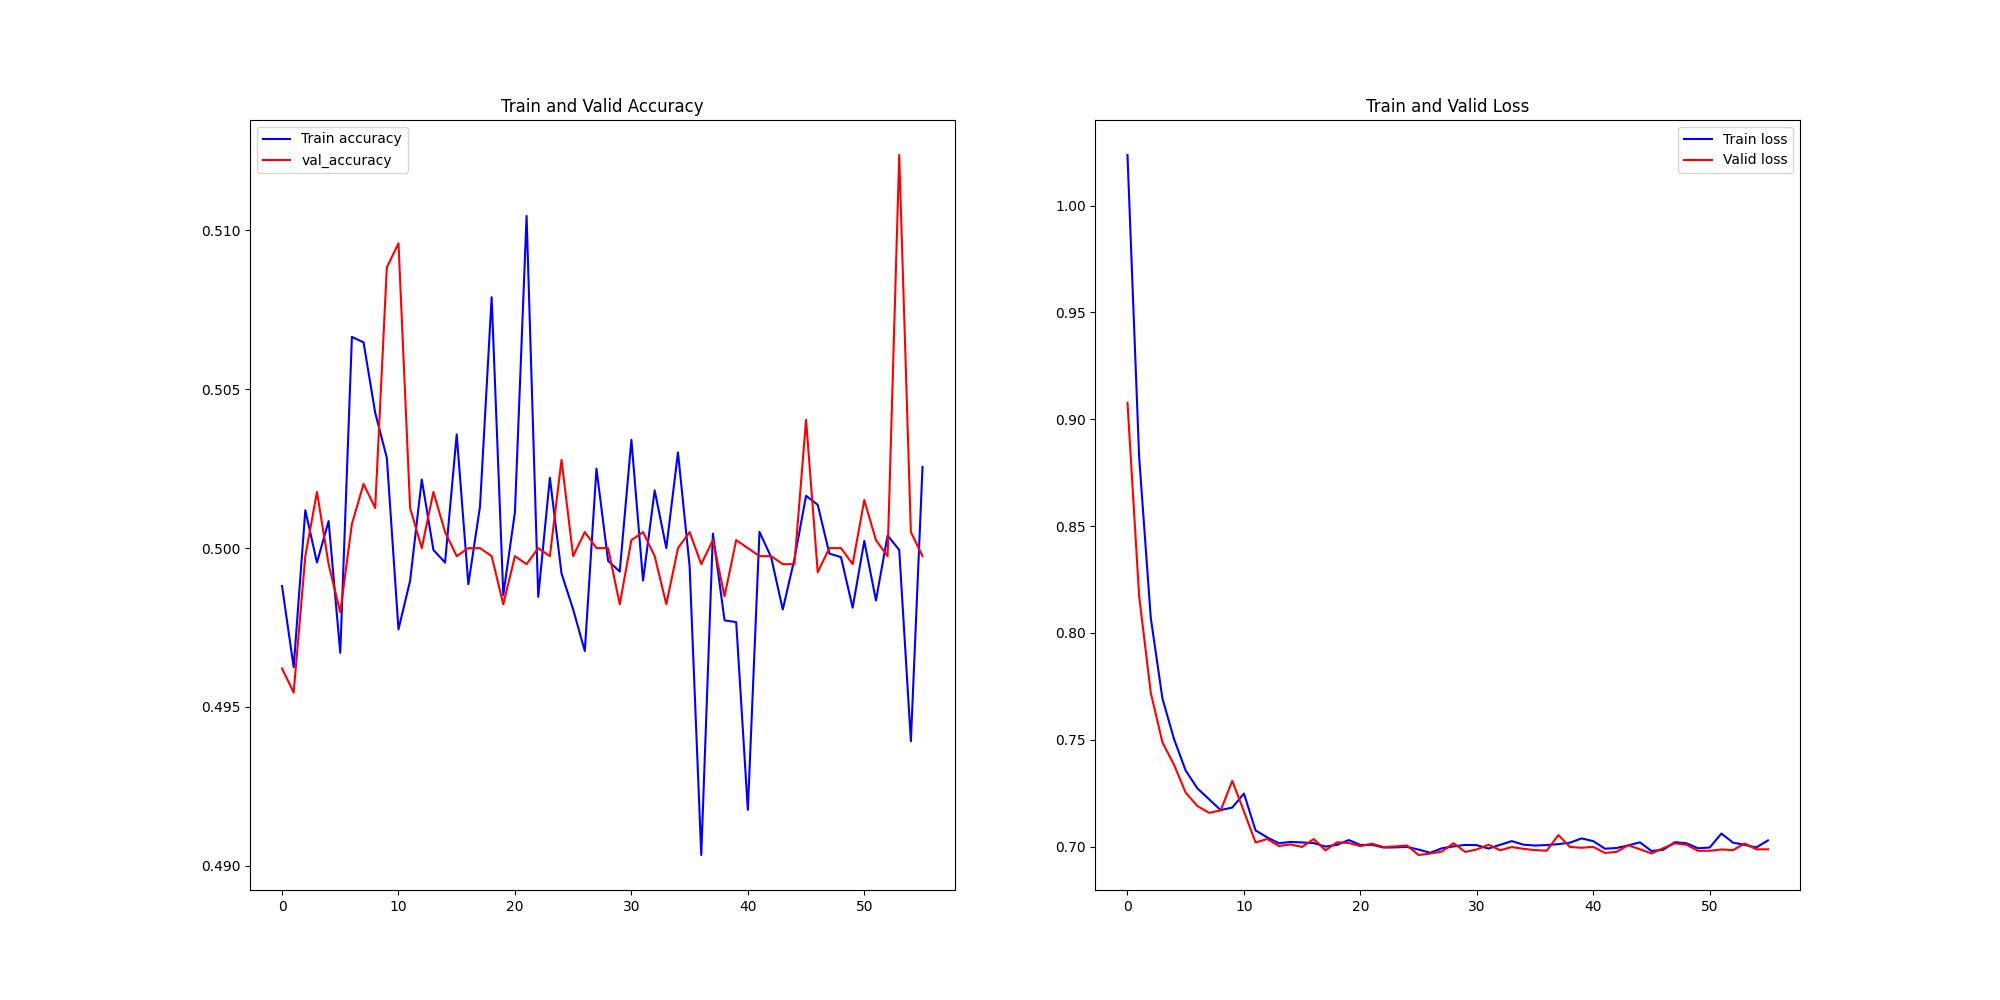 Train and Valid Accuracy
Train accuracy
val_accuracy
0.510
0.505
0.500
0.495
0.490
0 10 20 30 40 50
Train and Valid Loss
Train loss
Valid loss
1.00
0.95
0.90
0.85
0.80
0.75
0.70
0 10 20 30 40 50